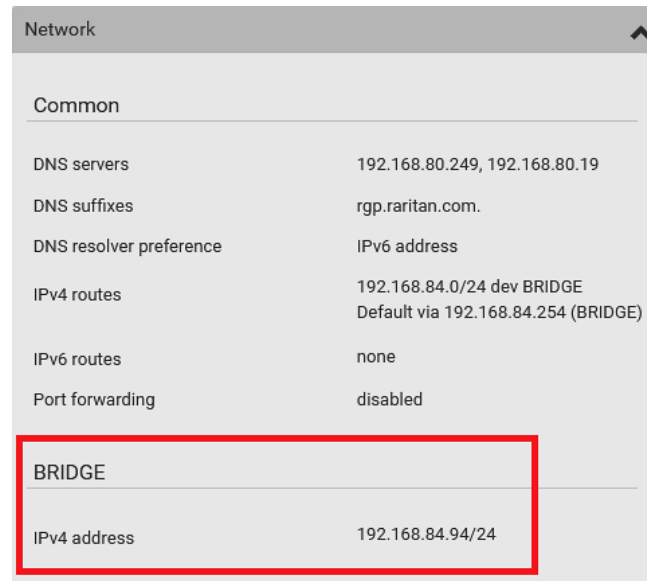 Network
Common
DNS servers 192.168.80.249, 192.168.80.19
DNS suffixes rgp.raritan.com.
DNS resolver preference IPv6 address
IPv4 routes 192.168.84.0/24 dev BRIDGE
Default via 192.168.84.254 (BRIDGE)
IPv6 routes none
Port forwarding disabled
BRIDGE
IPv4 address 192.168.84.94/24